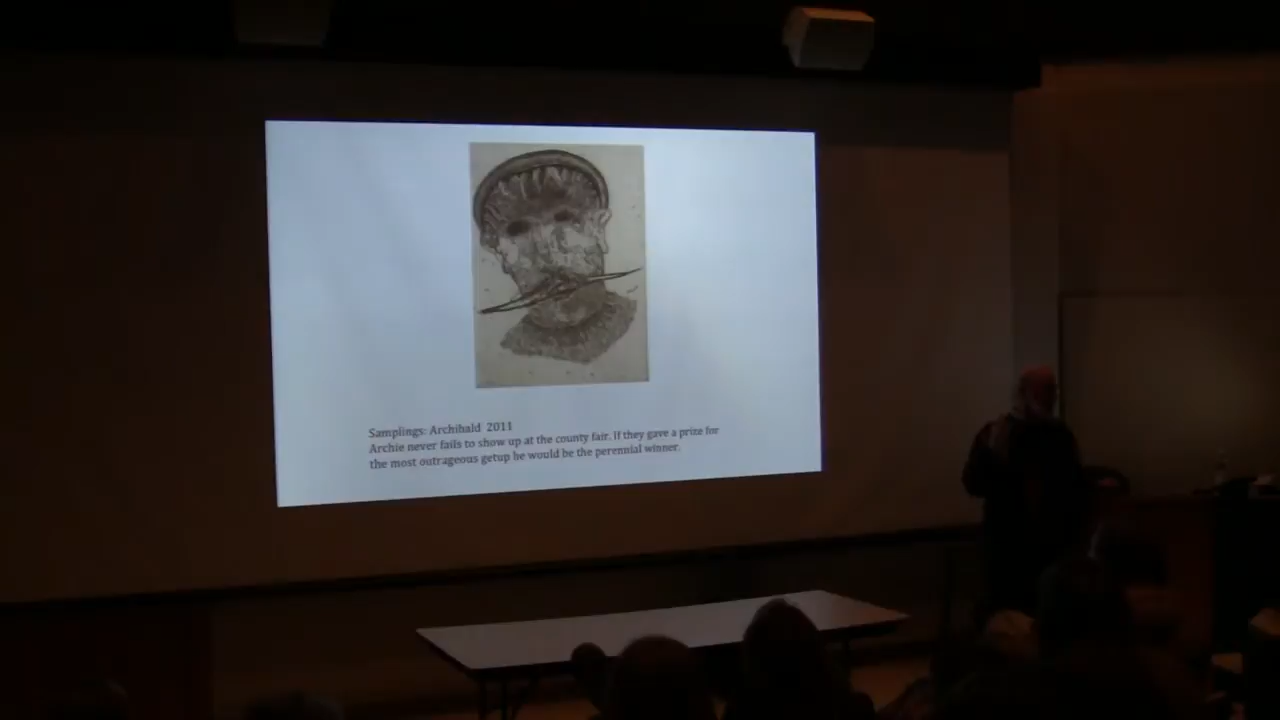 Samplings: Archibald 2011
Archie never fails to show up at the county fair. If they gave a prize for
the most outrageous getup he would be the perennial winner.